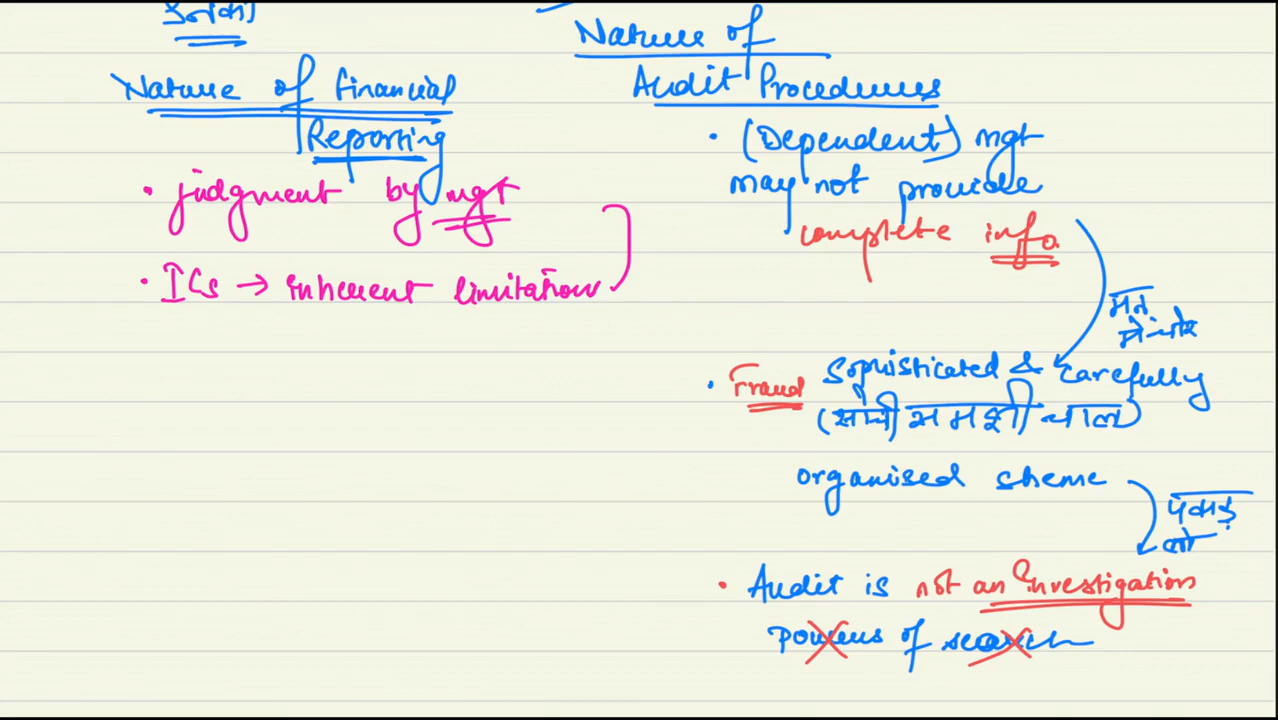 Nature of financial
Reporting
• judgment by mgt
• ICs → inherent limitation
Nature of
Audit Procedures
• (Dependent) mgt
may not provide
complete info.
• Fraud Sophisticated & carefully
(सोची समझी चाल)
organised scheme
• Audit is not an Investigation
powers of search